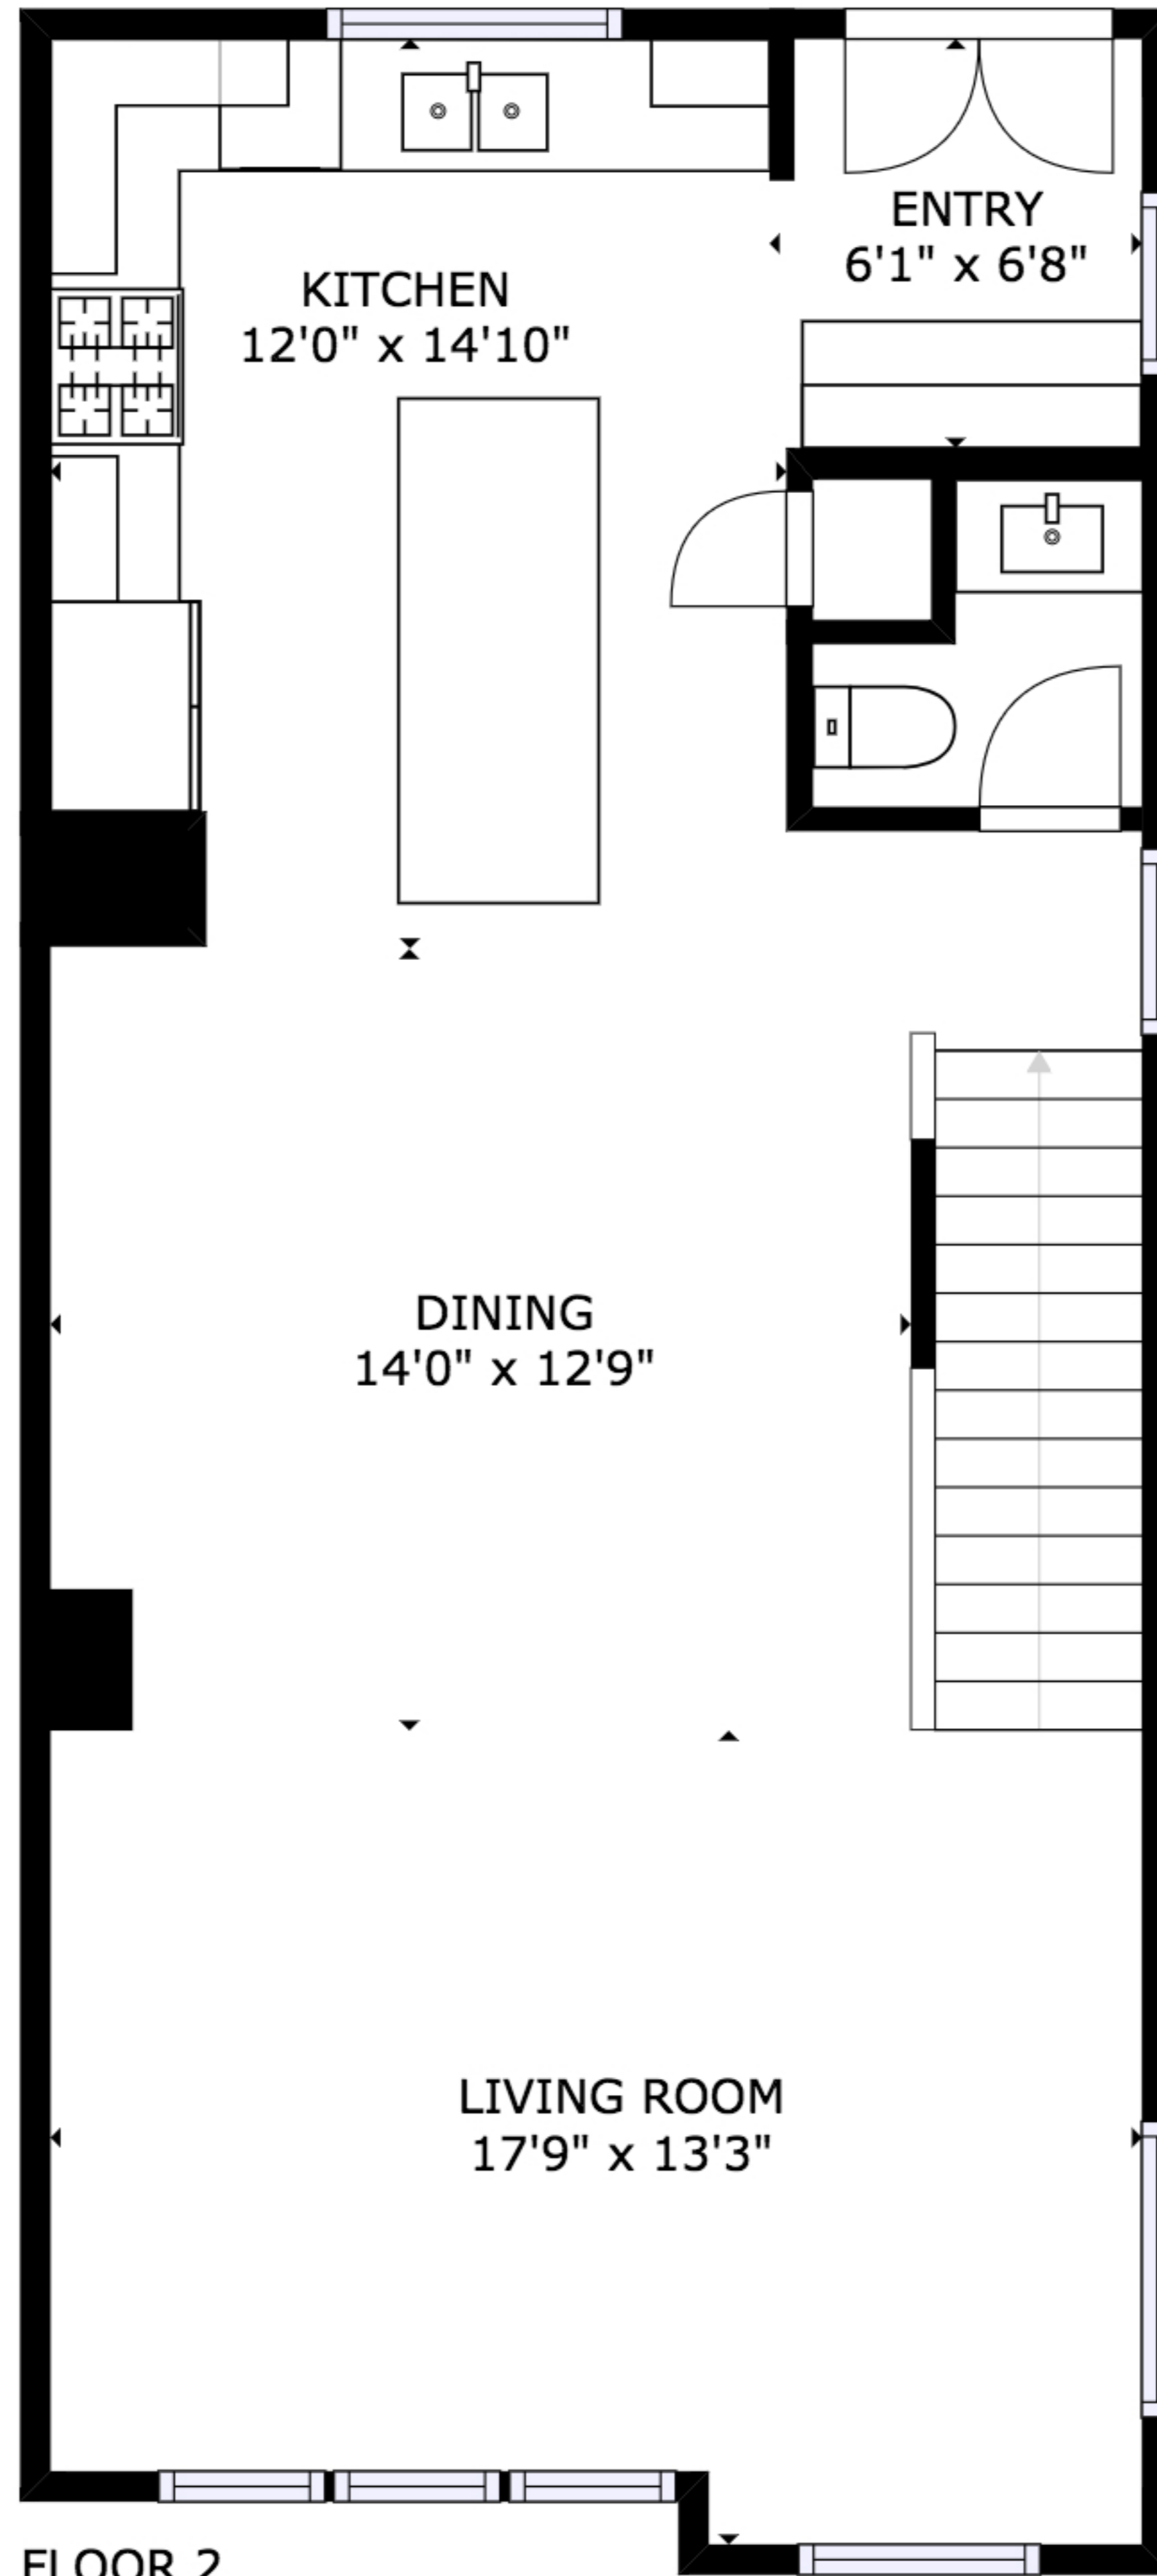 ENTRY
6'1" x 6'8"
KITCHEN
12'0" x 14'10"
DINING
14'0" x 12'9"
LIVING ROOM
17'9" x 13'3"
FLOOR 2